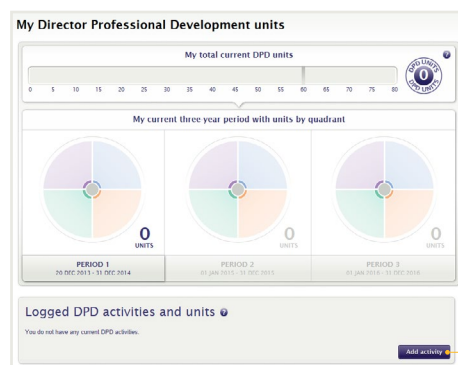 My Director Professional Development units
My total current DPD units
?
DPD UNITS
0
DPD UNITS
0 5 10 15 20 25 30 35 40 45 50 55 60 65 70 75 80
My current three year period with units by quadrant
0 0 0
UNITS UNITS UNITS
PERIOD 1 PERIOD 2 PERIOD 3
20 DEC 2013 - 31 DEC 2014 01 JAN 2015 - 31 DEC 2015 01 JAN 2016 - 31 DEC 2016
Logged DPD activities and units ?
You do not have any current DPD activities.
Add activity